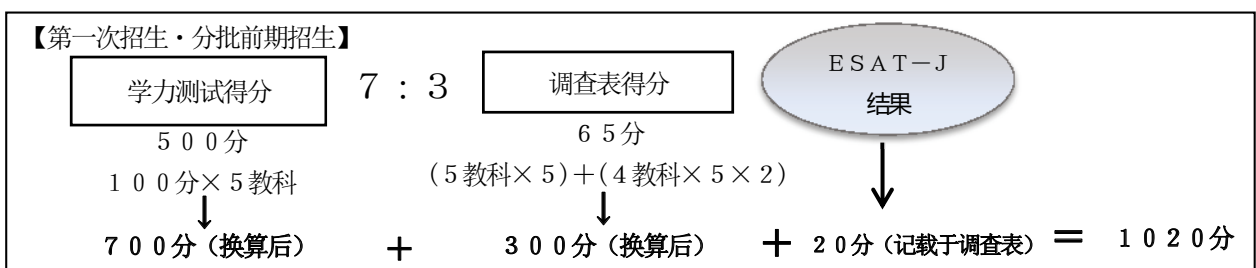 【第一次招生・分批前期招生】
学力测试得分 ７：３ 调查表得分 ＥＳＡＴ－Ｊ
结果
５００分 ６５分
１００分×５教科 (５教科×５)＋(４教科×５×２)
７００分（换算后） ＋ ３００分（换算后） ＋ ２０分（记载于调查表） ＝ １０２０分